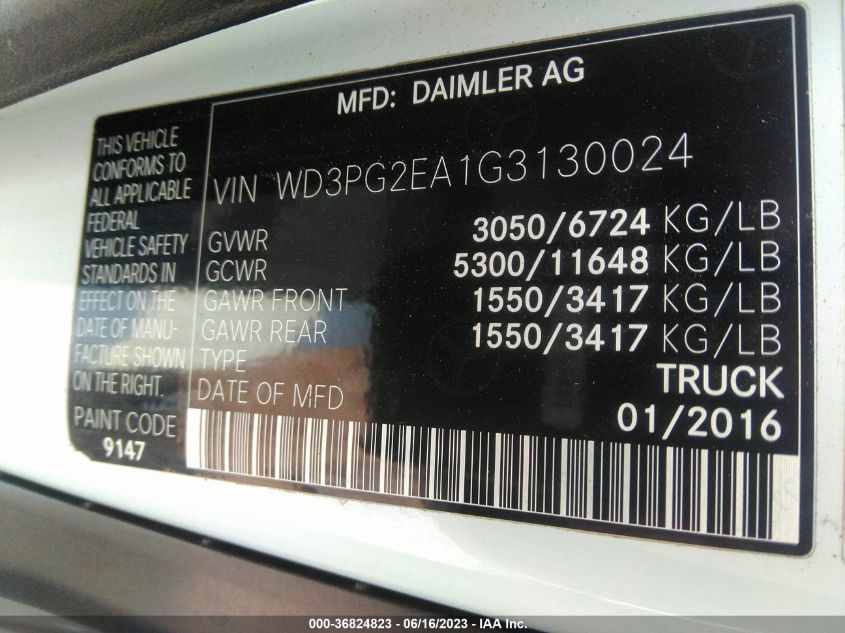 MFD: DAIMLER AG
THIS VEHICLE
CONFORMS TO
ALL APPLICABLE
FEDERAL
VEHICLE SAFETY
STANDARDS IN
EFFECT ON THE
DATE OF MANU-
FACTURE SHOWN
ON THE RIGHT.
PAINT CODE
9147
VIN WD3PG2EA1G3130024
GVWR 3050/6724 KG/LB
GCWR 5300/11648 KG/LB
GAWR FRONT 1550/3417 KG/LB
GAWR REAR 1550/3417 KG/LB
TYPE TRUCK
DATE OF MFD 01/2016
000-36824823 - 06/16/2023 - IAA Inc.